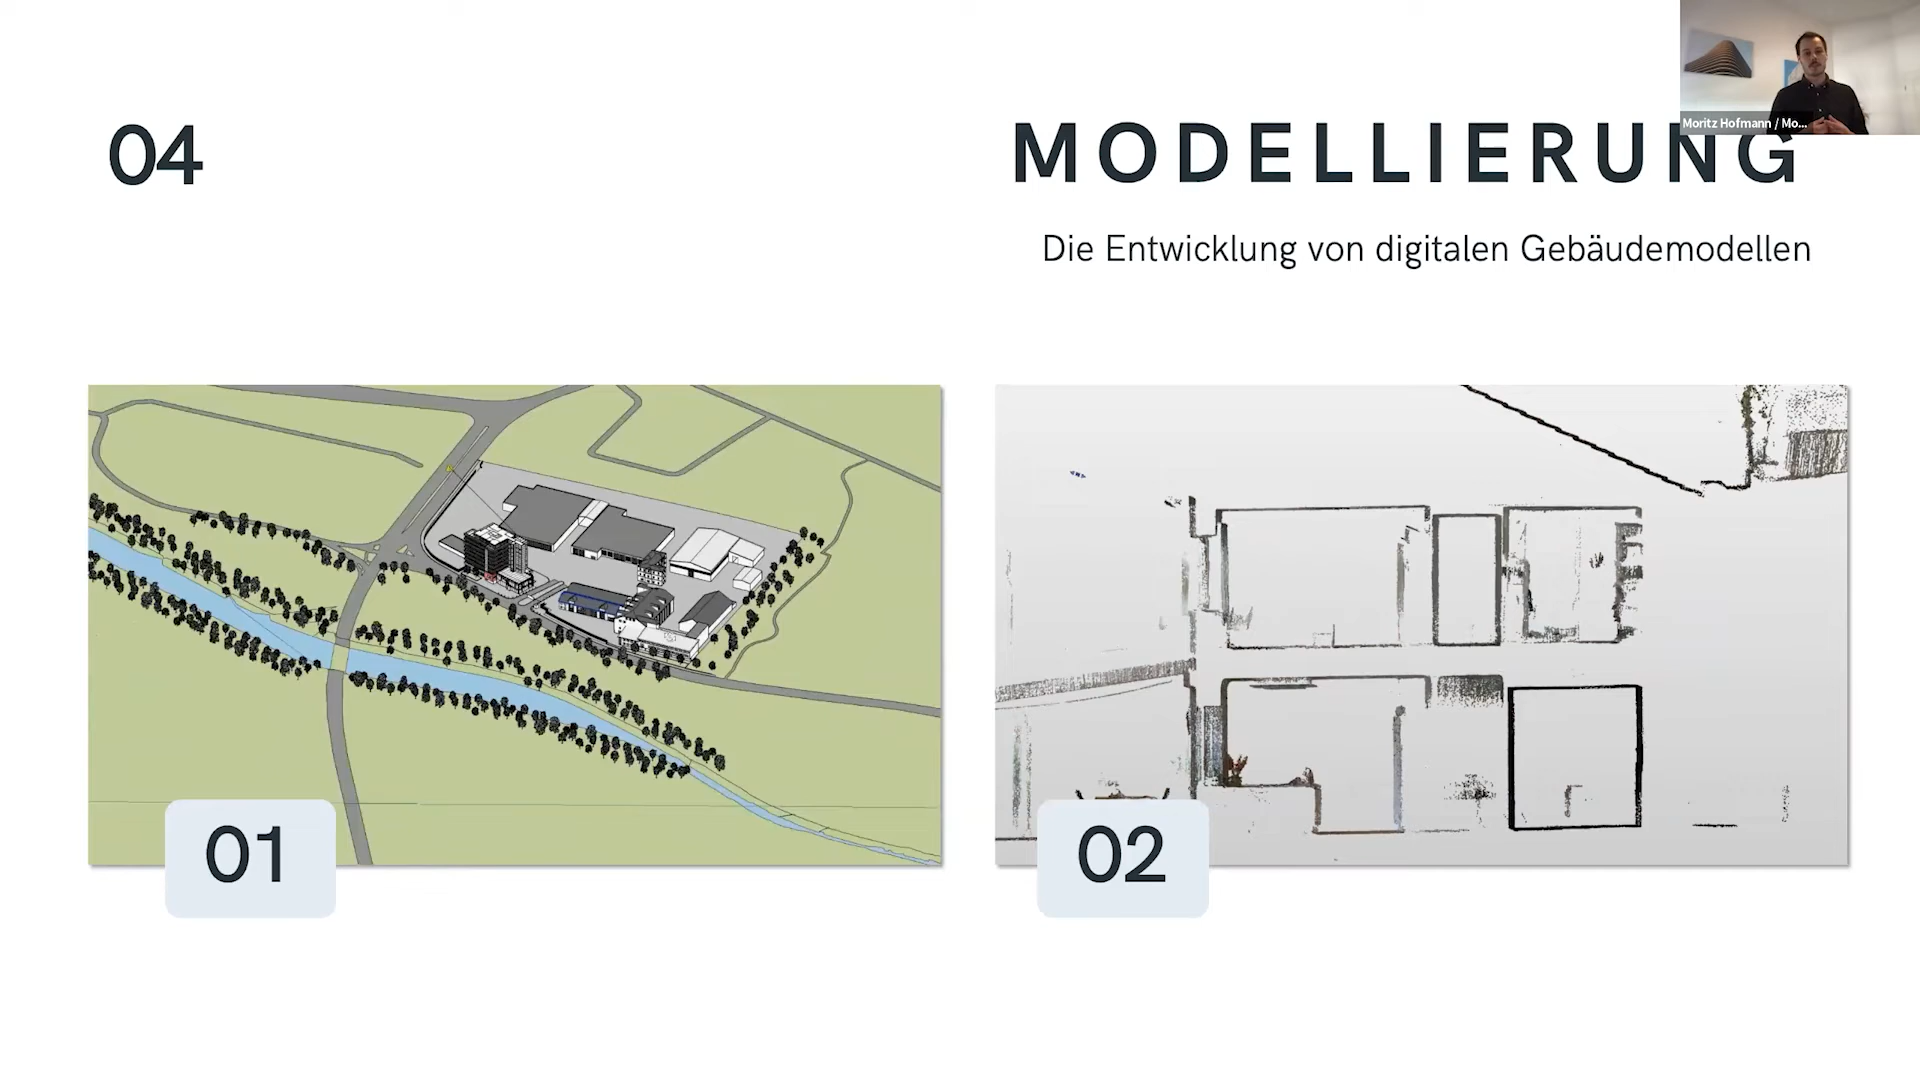 04
MODELLIERUNG
Moritz Hofmann / Mo...
Die Entwicklung von digitalen Gebäudemodellen
01
02